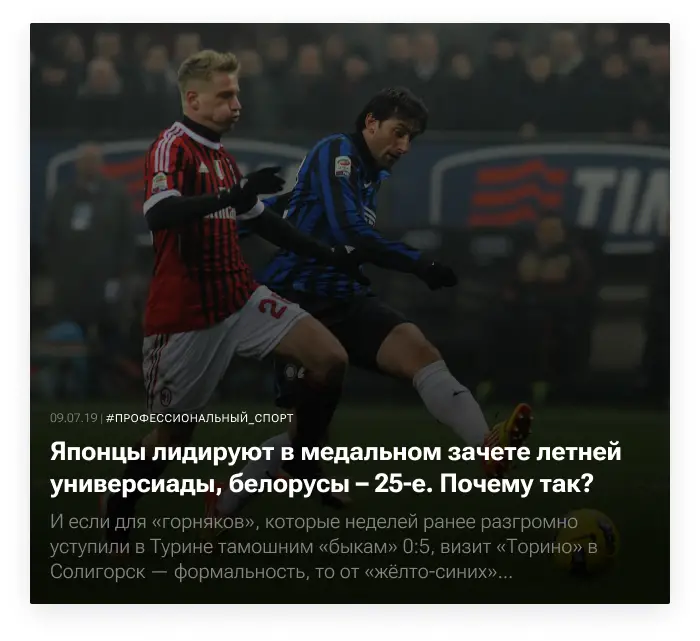 TIM
09.07.19 | #ПРОФЕССИОНАЛЬНЫЙ_СПОРТ
Японцы лидируют в медальном зачете летней
универсиады, белорусы – 25-е. Почему так?
И если для «горняков», которые неделей ранее разгромно
уступили в Турине тамошним «быкам» 0:5, визит «Торино» в
Солигорск — формальность, то от «жёлто-синих»...